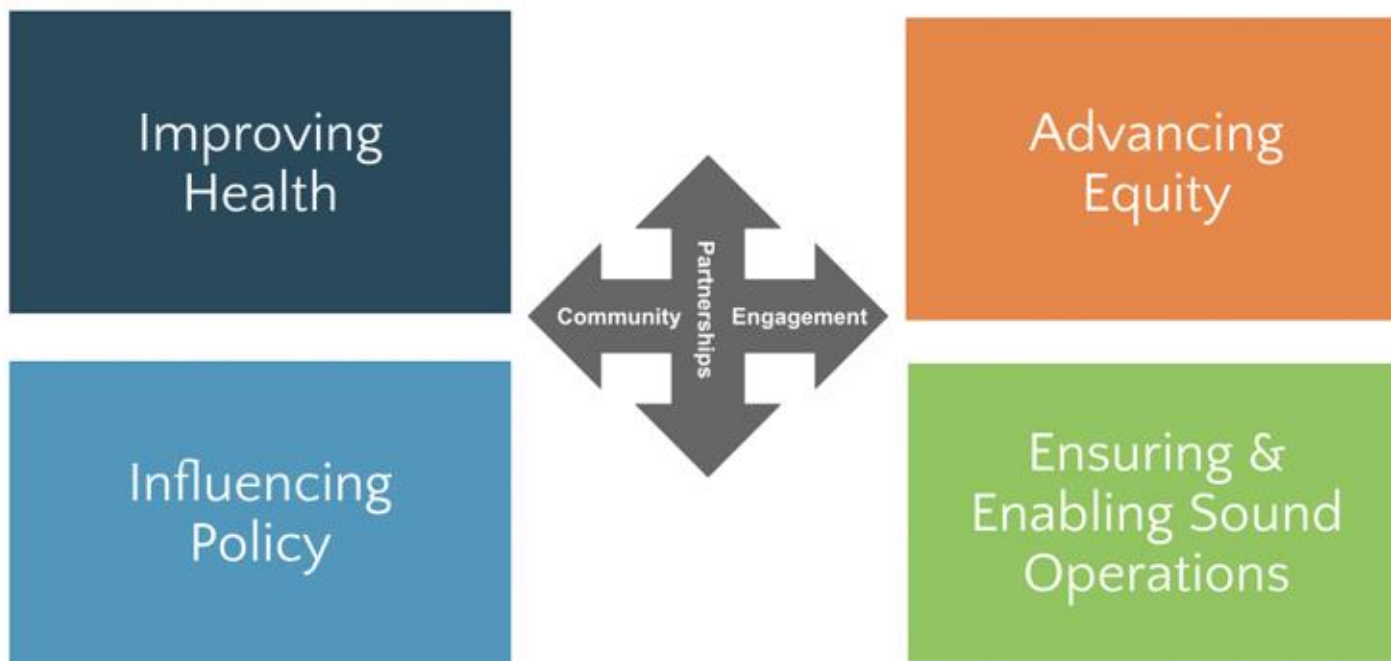 Improving
Health
Advancing
Equity
Partnerships
Community
Engagement
Influencing
Policy
Ensuring &
Enabling Sound
Operations